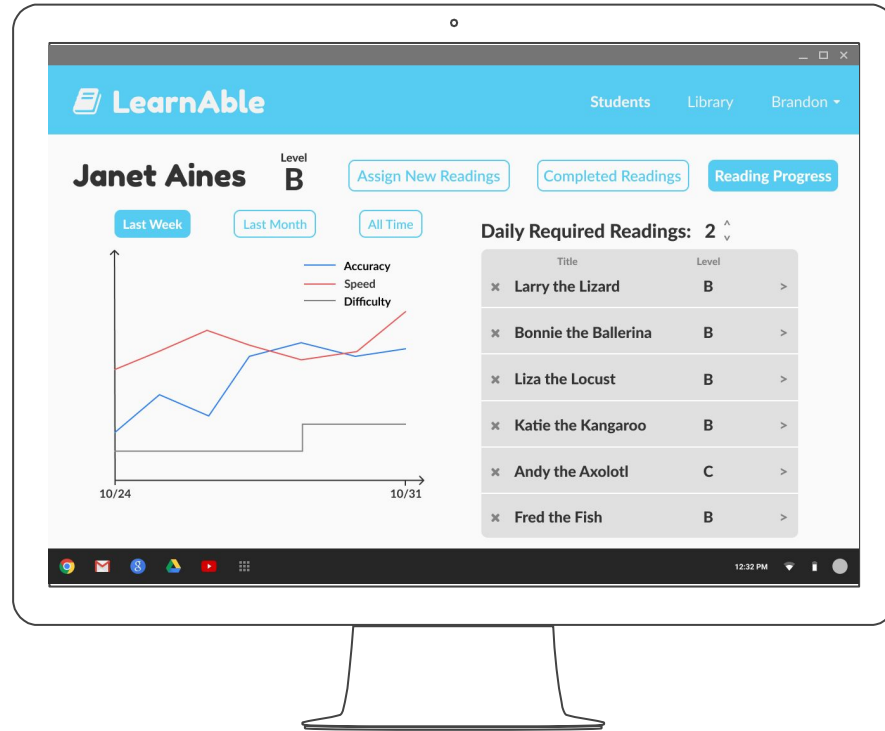 LearnAble
Students Library Brandon
Janet Aines
Level
B
Assign New Readings
Completed Readings
Reading Progress
Last Week
Last Month
All Time
Accuracy
Speed
Difficulty
10/24
10/31
Daily Required Readings: 2
Title Level
Larry the Lizard B
Bonnie the Ballerina B
Liza the Locust B
Katie the Kangaroo B
Andy the Axolotl C
Fred the Fish B
12:32 PM